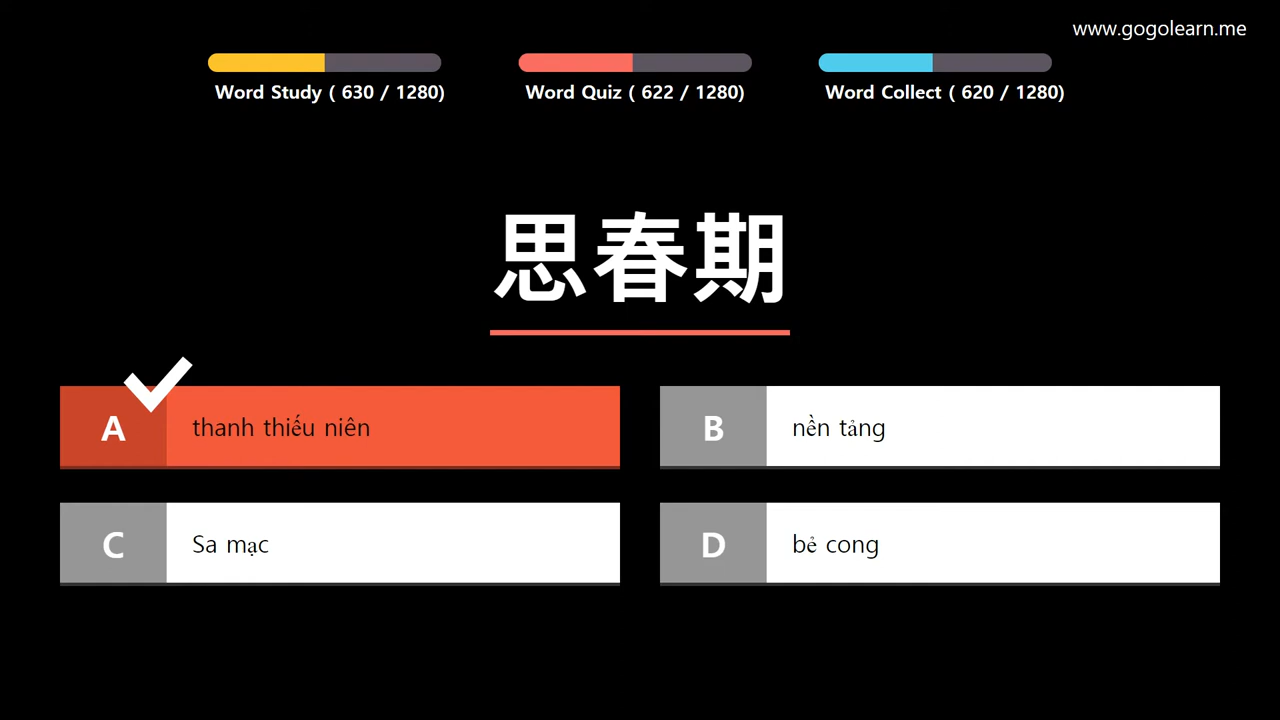 www.gogolearn.me
Word Study ( 630 / 1280)
Word Quiz ( 622 / 1280)
Word Collect ( 620 / 1280)
思春期
A thanh thiếu niên
B nền tảng
C Sa mạc
D bẻ cong